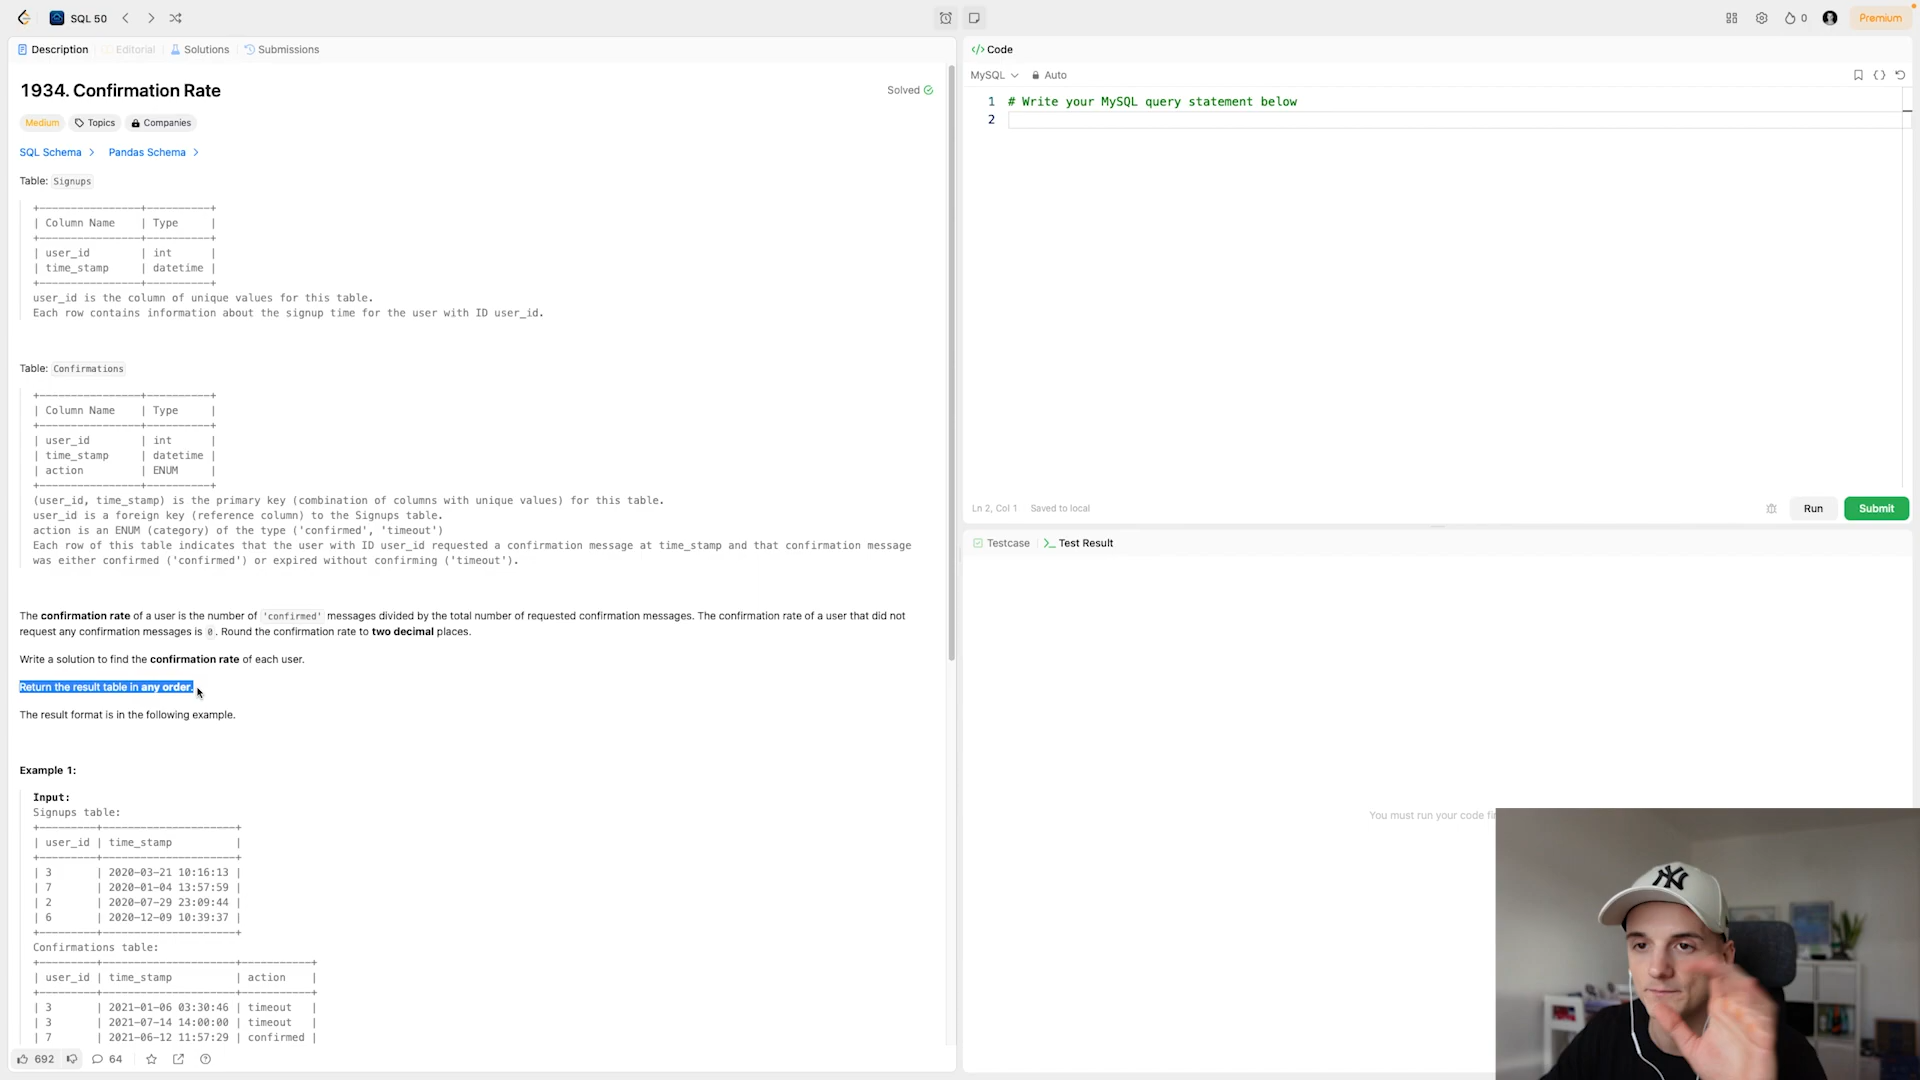 SQL 50
0
Premium
Description
Editorial
Solutions
Submissions
1934. Confirmation Rate
Solved
Medium
Topics
Companies
SQL Schema >
Pandas Schema >
Table: Signups
+----------------+----------+
| Column Name    | Type     |
+----------------+----------+
| user_id        | int      |
| time_stamp     | datetime |
+----------------+----------+
user_id is the column of unique values for this table.
Each row contains information about the signup time for the user with ID user_id.
Table: Confirmations
+----------------+----------+
| Column Name    | Type     |
+----------------+----------+
| user_id        | int      |
| time_stamp     | datetime |
| action         | ENUM     |
+----------------+----------+
(user_id, time_stamp) is the primary key (combination of columns with unique values) for this table.
user_id is a foreign key (reference column) to the Signups table.
action is an ENUM (category) of the type ('confirmed', 'timeout')
Each row of this table indicates that the user with ID user_id requested a confirmation message at time_stamp and that confirmation message
was either confirmed ('confirmed') or expired without confirming ('timeout').
The confirmation rate of a user is the number of 'confirmed' messages divided by the total number of requested confirmation messages. The confirmation rate of a user that did not
request any confirmation messages is 0. Round the confirmation rate to two decimal places.
Write a solution to find the confirmation rate of each user.
Return the result table in any order.
The result format is in the following example.
Example 1:
Input:
Signups table:
+---------+---------------------+
| user_id | time_stamp          |
+---------+---------------------+
| 3       | 2020-03-21 10:16:13 |
| 7       | 2020-01-04 13:57:59 |
| 2       | 2020-07-29 23:09:44 |
| 6       | 2020-12-09 10:39:37 |
+---------+---------------------+
Confirmations table:
+---------+---------------------+-----------+
| user_id | time_stamp          | action    |
+---------+---------------------+-----------+
| 3       | 2021-01-06 03:30:46 | timeout   |
| 3       | 2021-07-14 14:00:00 | timeout   |
| 7       | 2021-06-12 11:57:29 | confirmed |
692
64
</> Code
MySQL
Auto
1 # Write your MySQL query statement below
2
Ln 2, Col 1
Saved to local
Run
Submit
Testcase
>_ Test Result
You must run your code fi
NY